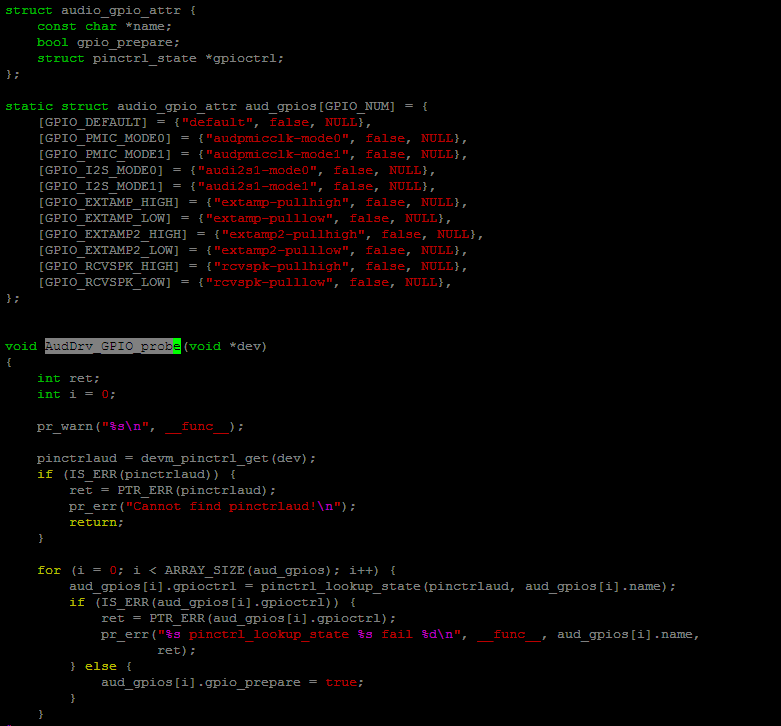 struct audio_gpio_attr {
    const char *name;
    bool gpio_prepare;
    struct pinctrl_state *gpioctrl;
};

static struct audio_gpio_attr aud_gpios[GPIO_NUM] = {
    [GPIO_DEFAULT] = {"default", false, NULL},
    [GPIO_PMIC_MODE0] = {"audpmicclk-mode0", false, NULL},
    [GPIO_PMIC_MODE1] = {"audpmicclk-mode1", false, NULL},
    [GPIO_I2S_MODE0] = {"audi2s1-mode0", false, NULL},
    [GPIO_I2S_MODE1] = {"audi2s1-mode1", false, NULL},
    [GPIO_EXTAMP_HIGH] = {"extamp-pullhigh", false, NULL},
    [GPIO_EXTAMP_LOW] = {"extamp-pulllow", false, NULL},
    [GPIO_EXTAMP2_HIGH] = {"extamp2-pullhigh", false, NULL},
    [GPIO_EXTAMP2_LOW] = {"extamp2-pulllow", false, NULL},
    [GPIO_RCVSPK_HIGH] = {"rcvspk-pullhigh", false, NULL},
    [GPIO_RCVSPK_LOW] = {"rcvspk-pulllow", false, NULL},
};


void AudDrv_GPIO_probe(void *dev)
{
    int ret;
    int i = 0;

    pr_warn("%s\n", __func__);

    pinctrlaud = devm_pinctrl_get(dev);
    if (IS_ERR(pinctrlaud)) {
        ret = PTR_ERR(pinctrlaud);
        pr_err("Cannot find pinctrlaud!\n");
        return;
    }

    for (i = 0; i < ARRAY_SIZE(aud_gpios); i++) {
        aud_gpios[i].gpioctrl = pinctrl_lookup_state(pinctrlaud, aud_gpios[i].name);
        if (IS_ERR(aud_gpios[i].gpioctrl)) {
            ret = PTR_ERR(aud_gpios[i].gpioctrl);
            pr_err("%s pinctrl_lookup_state %s fail %d\n", __func__, aud_gpios[i].name,
                   ret);
        } else {
            aud_gpios[i].gpio_prepare = true;
        }
    }